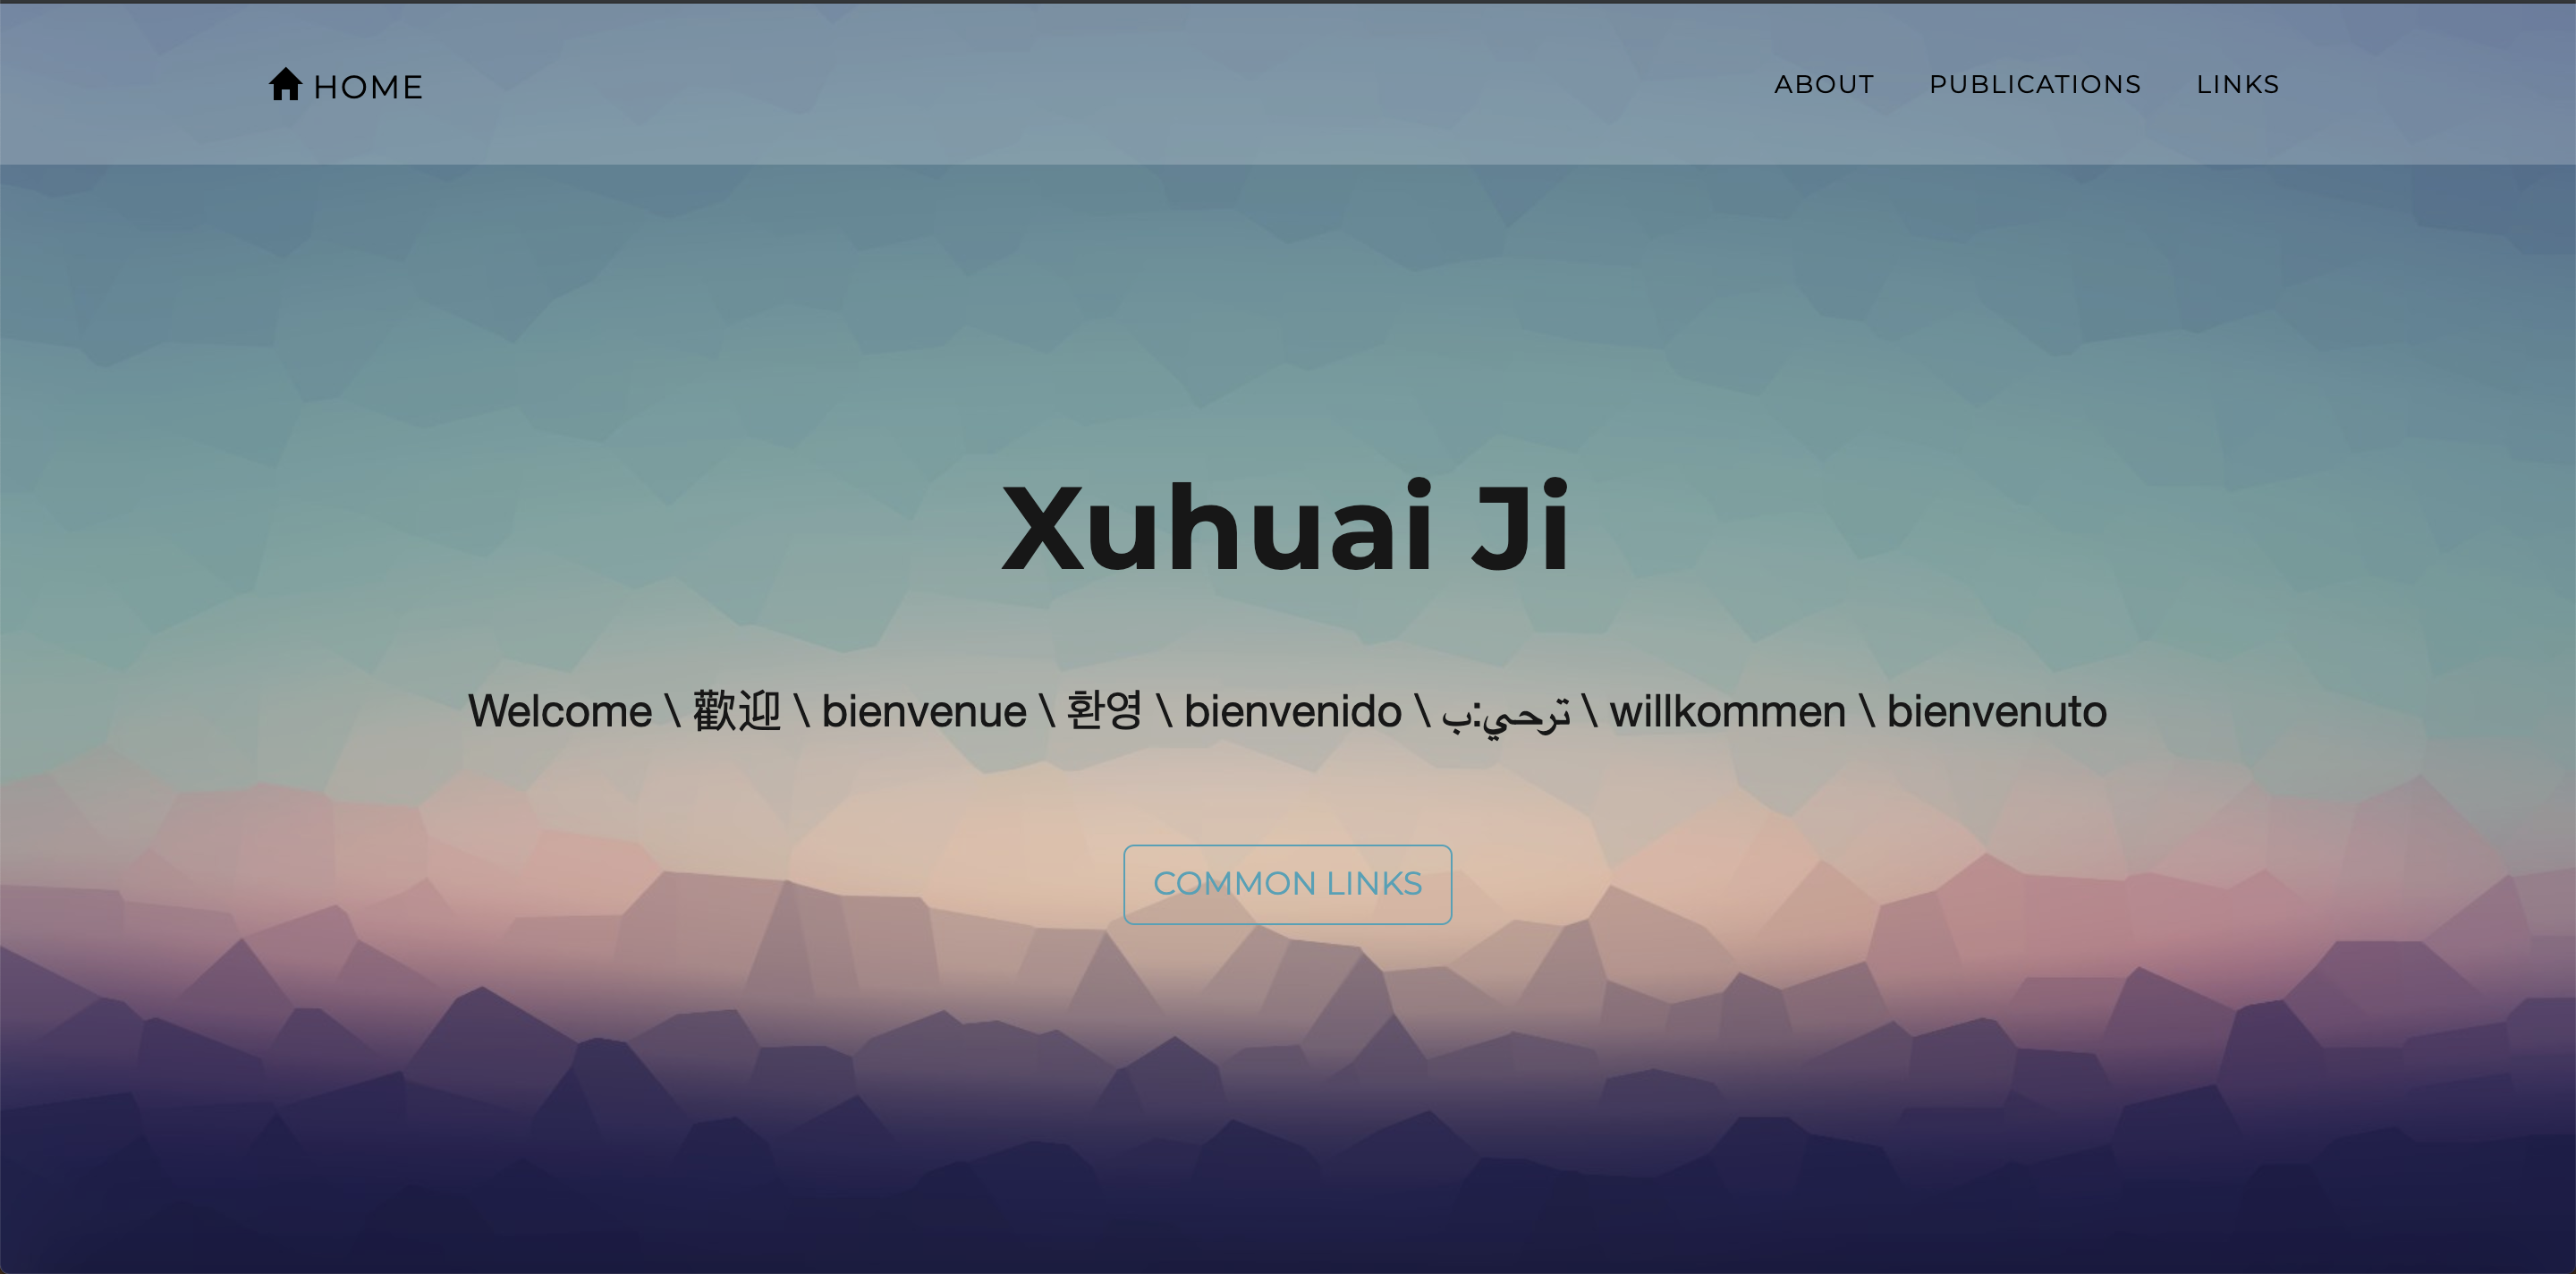 HOME
ABOUT PUBLICATIONS LINKS
Xuhuai Ji
Welcome \ 歡迎 \ bienvenue \ 환영 \ bienvenido \ ترحي:ب \ willkommen \ bienvenuto
COMMON LINKS